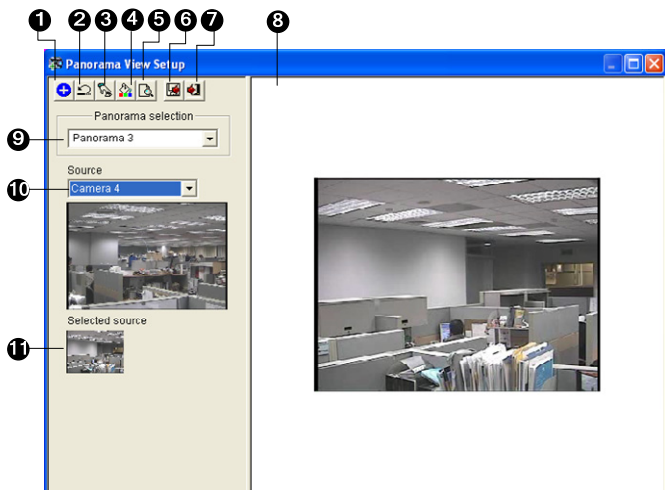 1 2 3 4 5 6 7 8
Panorama View Setup
Panorama selection
9 Panorama 3
Source
10 Camera 4
Selected source
11